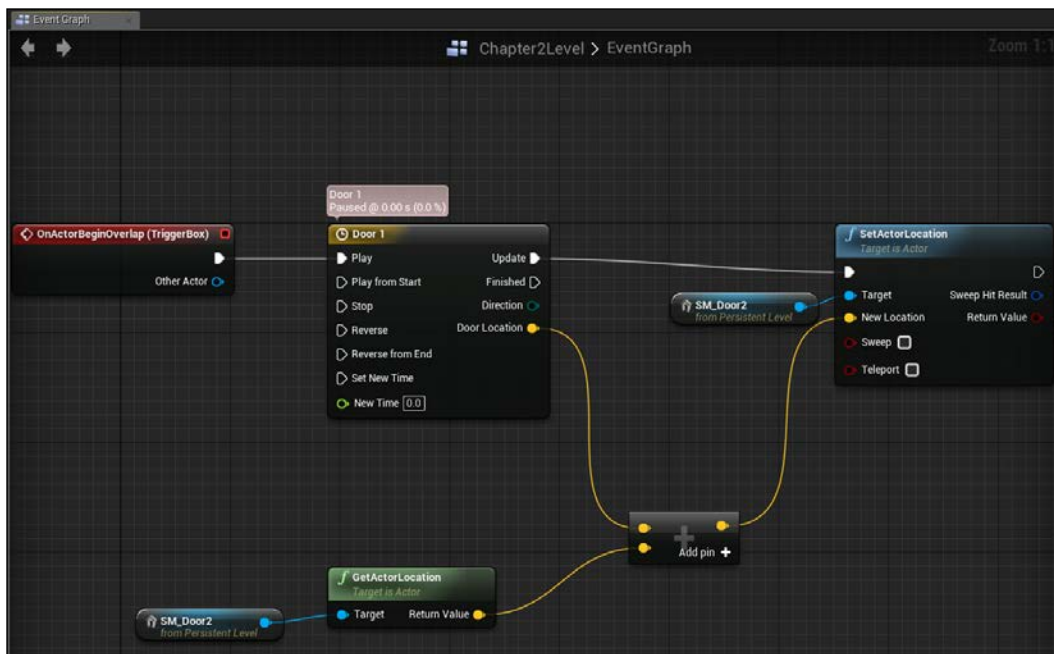 Event Graph
Chapter2Level > EventGraph
Zoom 1:1
Door 1
Paused @ 0.00 s (0.0 %)
OnActorBeginOverlap (TriggerBox)
Other Actor
Door 1
Play
Update
Play from Start
Finished
Stop
Direction
Reverse
Door Location
Reverse from End
Set New Time
New Time 0.0
SM_Door2
from Persistent Level
SetActorLocation
Target is Actor
Target
Sweep Hit Result
New Location
Return Value
Sweep
Teleport
Add pin +
GetActorLocation
Target is Actor
Target
Return Value
SM_Door2
from Persistent Level